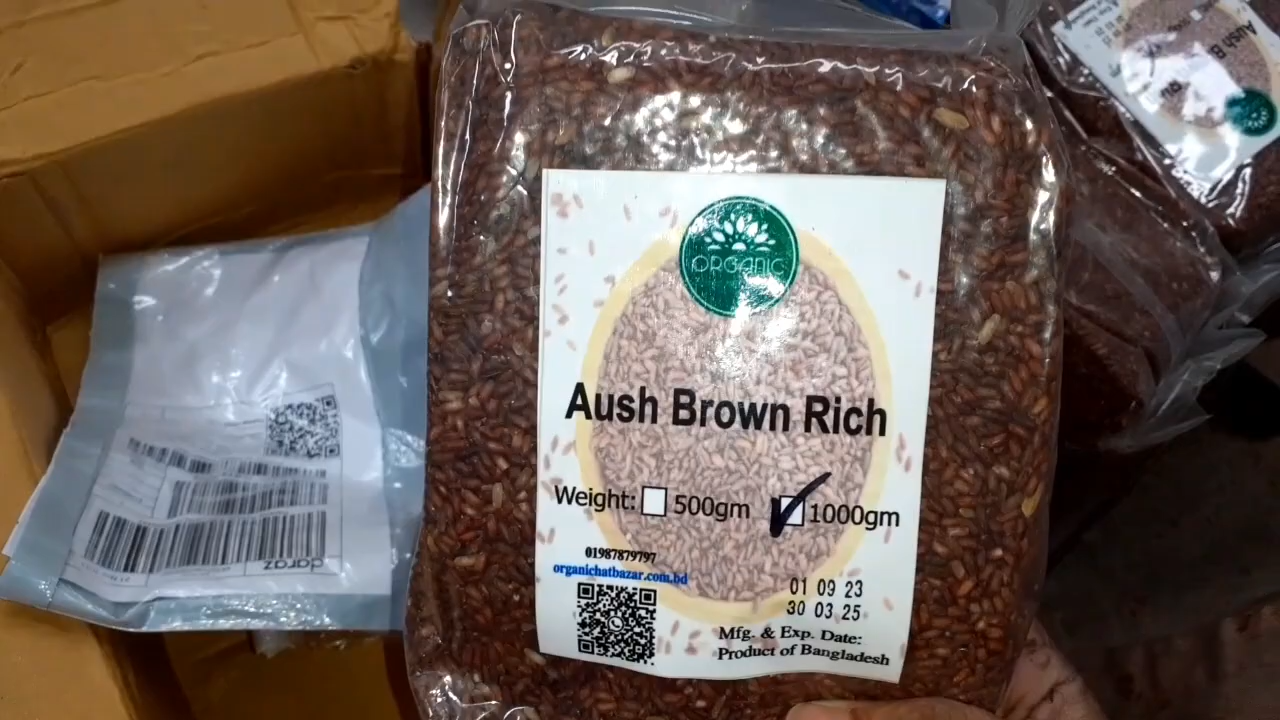 ORGANIC
Aush Brown Rich
Weight: 500gm 1000gm
01987879797
organichatbazar.com.bd
01 09 23
30 03 25
Mfg. & Exp. Date:
Product of Bangladesh
daraz
Aush B